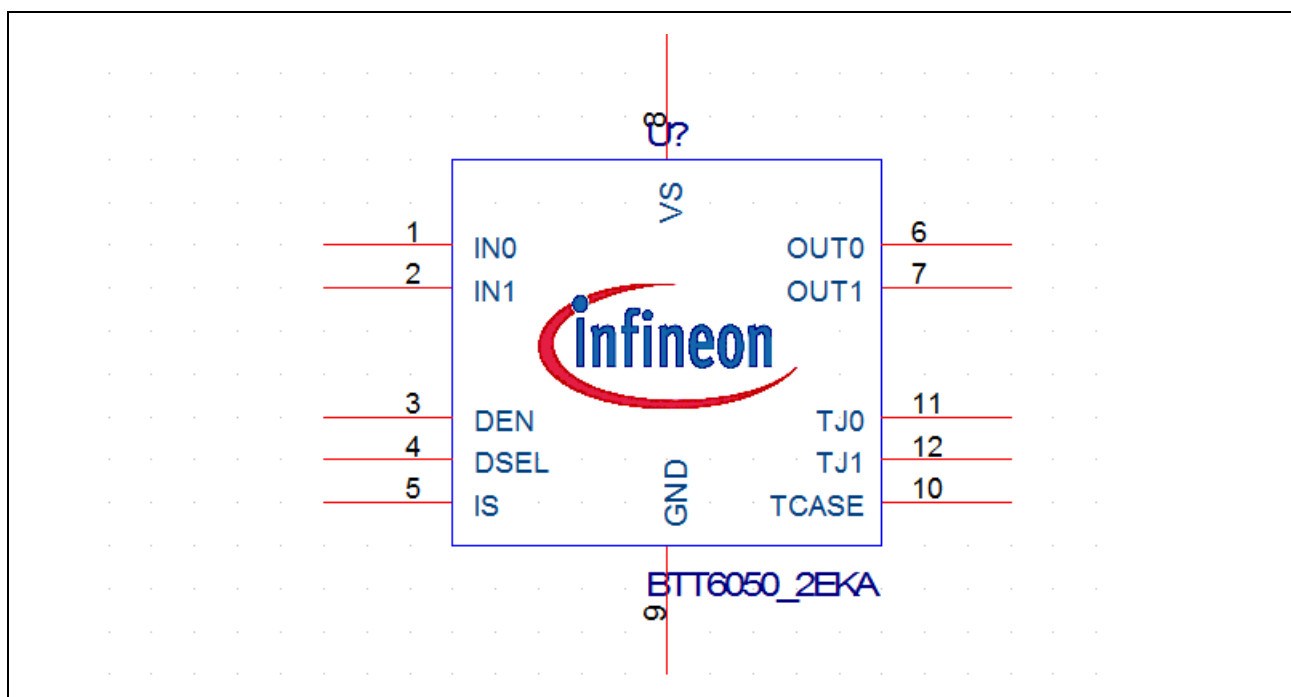 8
U?
VS
1 IN0 OUT0 6
2 IN1 OUT1 7
infineon
3 DEN TJ0 11
4 DSEL TJ1 12
5 IS GND TCASE 10
BTT6050_2EKA
9